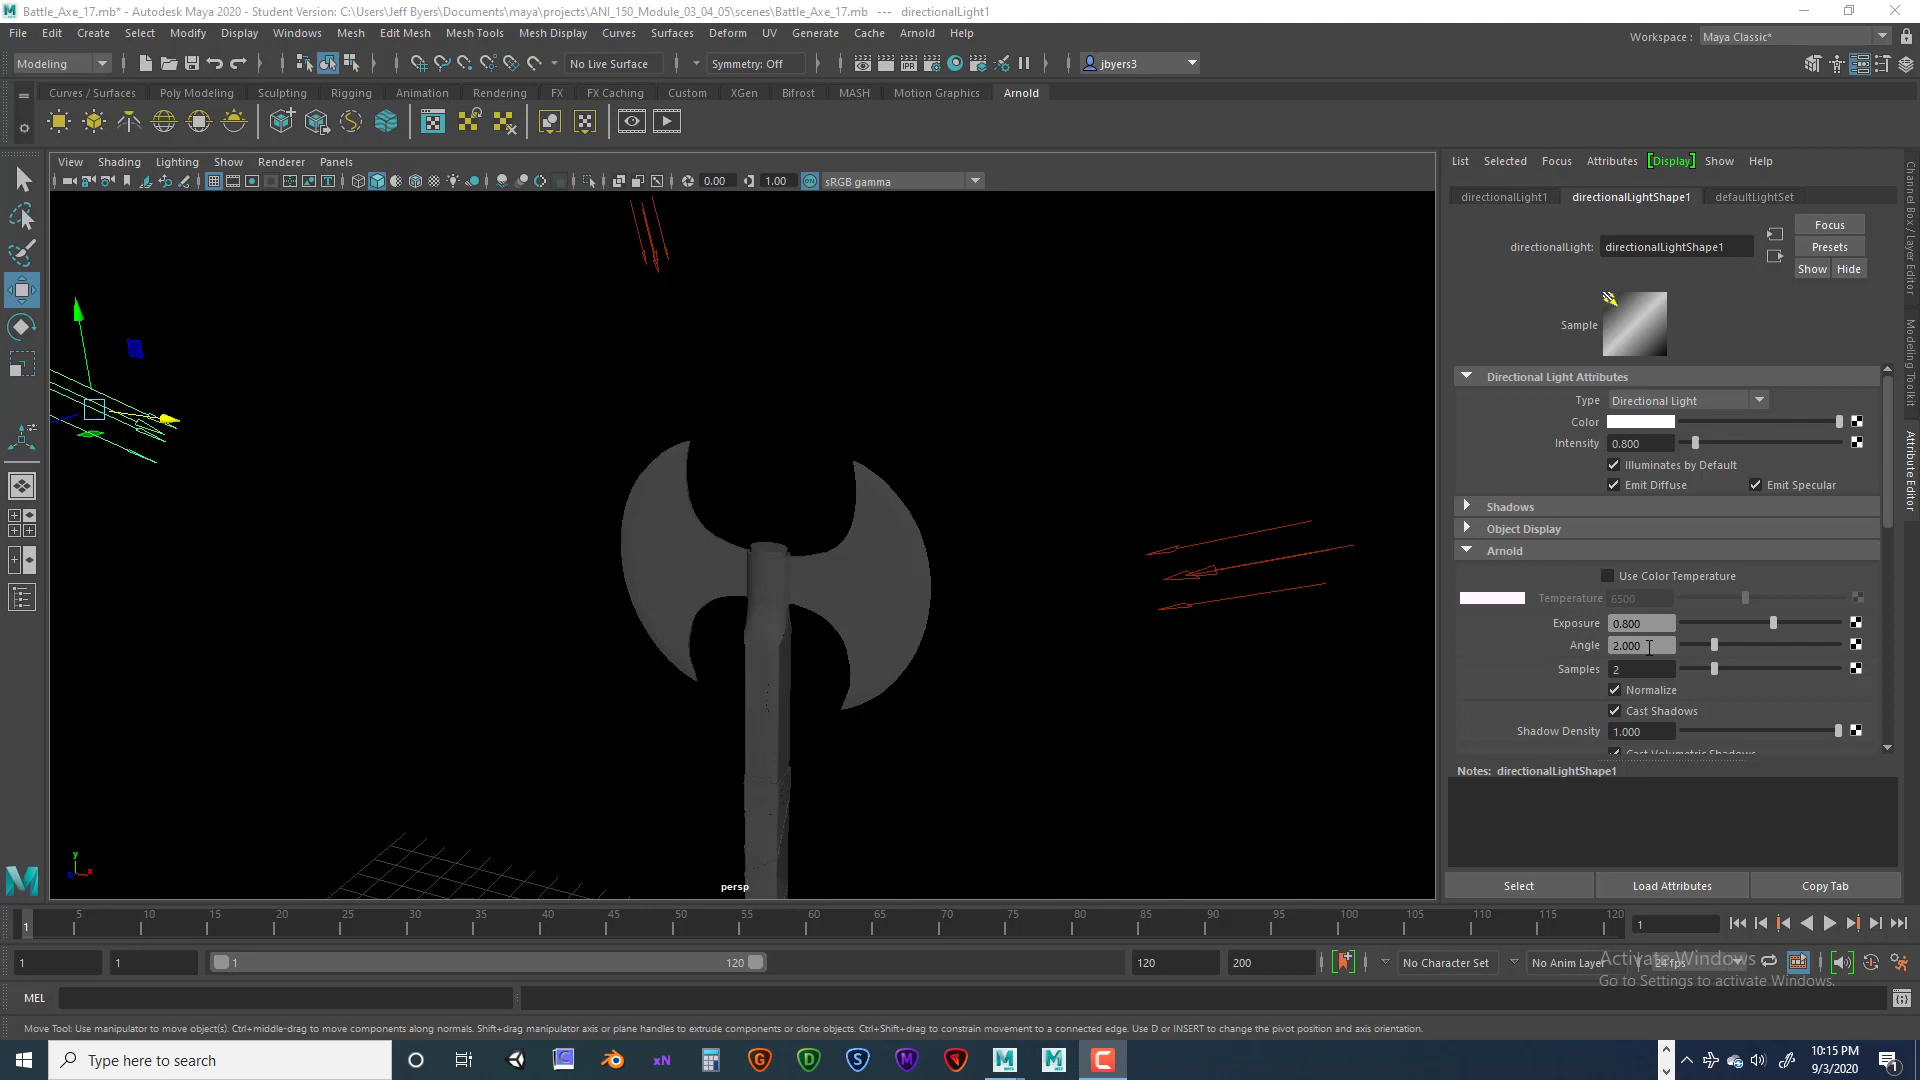 Battle_Axe_17.mb* - Autodesk Maya 2020 - Student Version: C:\Users\Jeff Byers\Documents\maya\projects\ANI_150_Module_03_04_05\scenes\Battle_Axe_17.mb   ---   directionalLight1
File Edit Create Select Modify Display Windows Mesh Edit Mesh Mesh Tools Mesh Display Curves Surfaces Deform UV Generate Cache Arnold Help
Workspace : Maya Classic*
Modeling No Live Surface Symmetry: Off jbyers3
Curves / Surfaces Poly Modeling Sculpting Rigging Animation Rendering FX FX Caching Custom XGen Bifrost MASH Motion Graphics Arnold
View Shading Lighting Show Renderer Panels
0.00 1.00 sRGB gamma
List Selected Focus Attributes [Display] Show Help
directionalLight1 directionalLightShape1 defaultLightSet
Focus
directionalLight: directionalLightShape1 Presets
Show Hide
Sample
Directional Light Attributes
Type Directional Light
Color
Intensity 0.800
Illuminates by Default
Emit Diffuse Emit Specular
Shadows
Object Display
Arnold
Use Color Temperature
Temperature 6500
Exposure 0.800
Angle 2.000
Samples 2
Normalize
Cast Shadows
Shadow Density 1.000
Cast Volumetric Shadows
Notes: directionalLightShape1
Select Load Attributes Copy Tab
Channel Box / Layer Editor
Modeling Toolkit
Attribute Editor
y
x
persp
5 10 15 20 25 30 35 40 45 50 55 60 65 70 75 80 85 90 95 100 105 110 115 120
1 1
1 1 1 120 120 200 No Character Set No Anim Layer 24 fps
Activate Windows
Go to Settings to activate Windows.
MEL
Move Tool: Use manipulator to move object(s). Ctrl+middle-drag to move components along normals. Shift+drag manipulator axis or plane handles to extrude components or clone objects. Ctrl+Shift+drag to constrain movement to a connected edge. Use D or INSERT to change the pivot position and axis orientation.
Type here to search
10:15 PM
9/3/2020
1